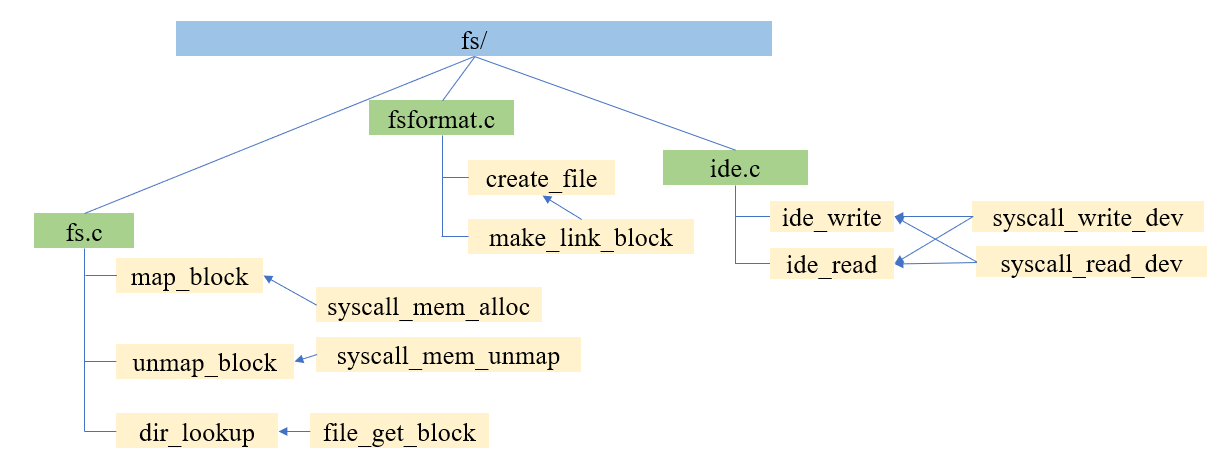 fs/
fsformat.c
create_file
make_link_block
ide.c
ide_write
ide_read
syscall_write_dev
syscall_read_dev
fs.c
map_block
syscall_mem_alloc
unmap_block
syscall_mem_unmap
dir_lookup
file_get_block